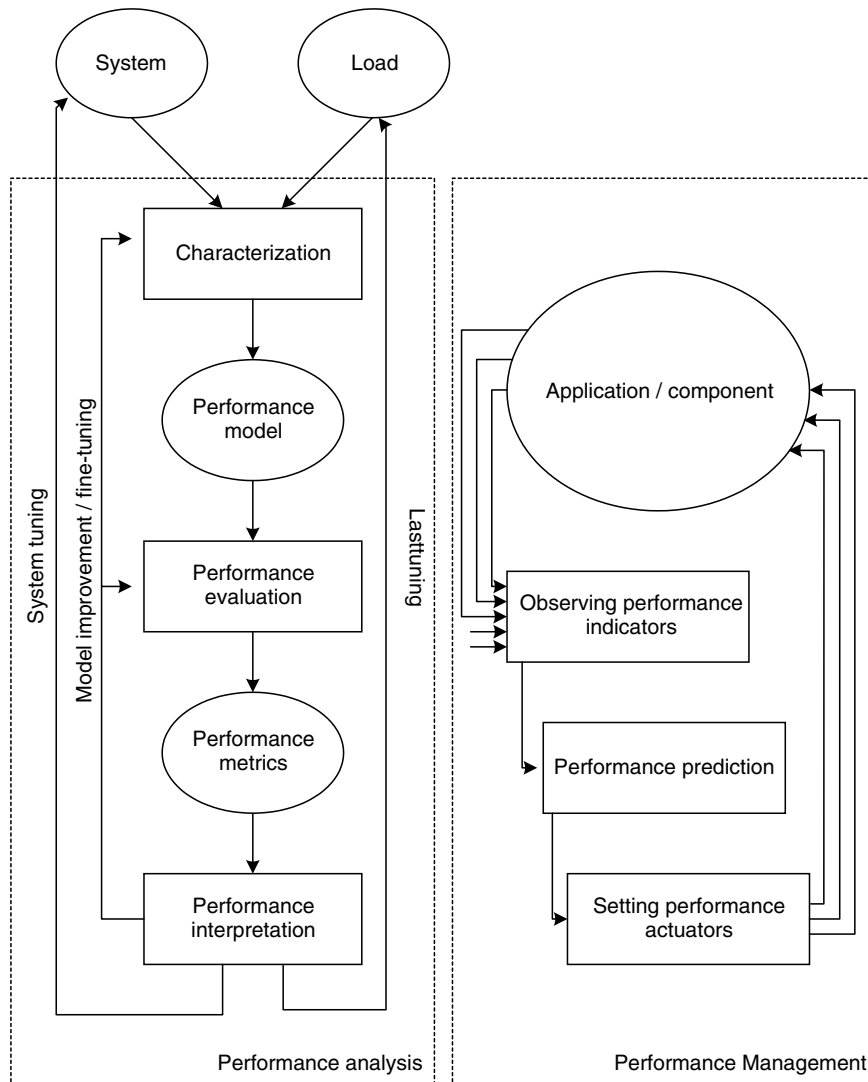 System
Load
Characterization
Performance
model
Performance
evaluation
Performance
metrics
Performance
interpretation
System tuning
Model improvement / fine-tuning
Lasttuning
Performance analysis
Application / component
Observing performance
indicators
Performance prediction
Setting performance
actuators
Performance Management